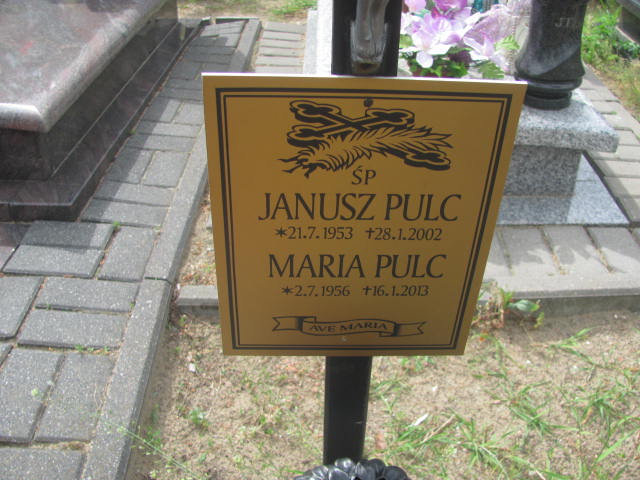 ŚP
JANUSZ PULC
*21.7.1953 †28.1.2002
MARIA PULC
*2.7.1956 †16.1.2013
AVE MARIA